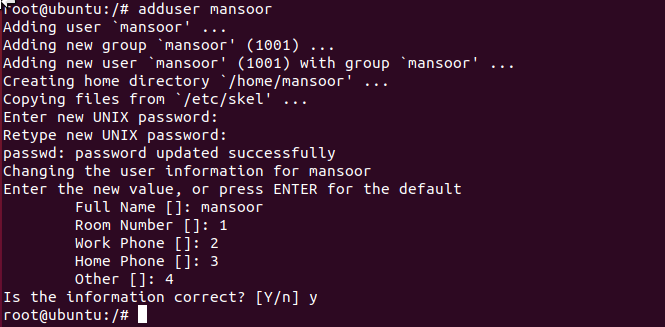 root@ubuntu:/# adduser mansoor
Adding user `mansoor' ...
Adding new group `mansoor' (1001) ...
Adding new user `mansoor' (1001) with group `mansoor' ...
Creating home directory `/home/mansoor' ...
Copying files from `/etc/skel' ...
Enter new UNIX password:
Retype new UNIX password:
passwd: password updated successfully
Changing the user information for mansoor
Enter the new value, or press ENTER for the default
        Full Name []: mansoor
        Room Number []: 1
        Work Phone []: 2
        Home Phone []: 3
        Other []: 4
Is the information correct? [Y/n] y
root@ubuntu:/#